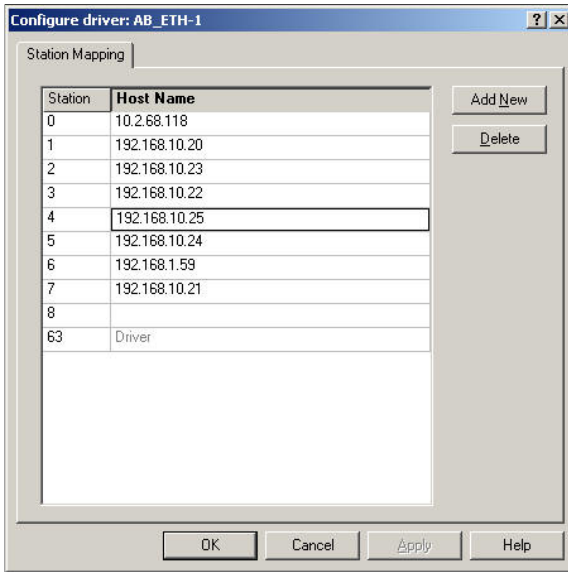 Configure driver: AB_ETH-1
? X
Station Mapping
Station Host Name
0 10.2.68.118
1 192.168.10.20
2 192.168.10.23
3 192.168.10.22
4 192.168.10.25
5 192.168.10.24
6 192.168.1.59
7 192.168.10.21
8
63 Driver
Add New
Delete
OK Cancel Apply Help